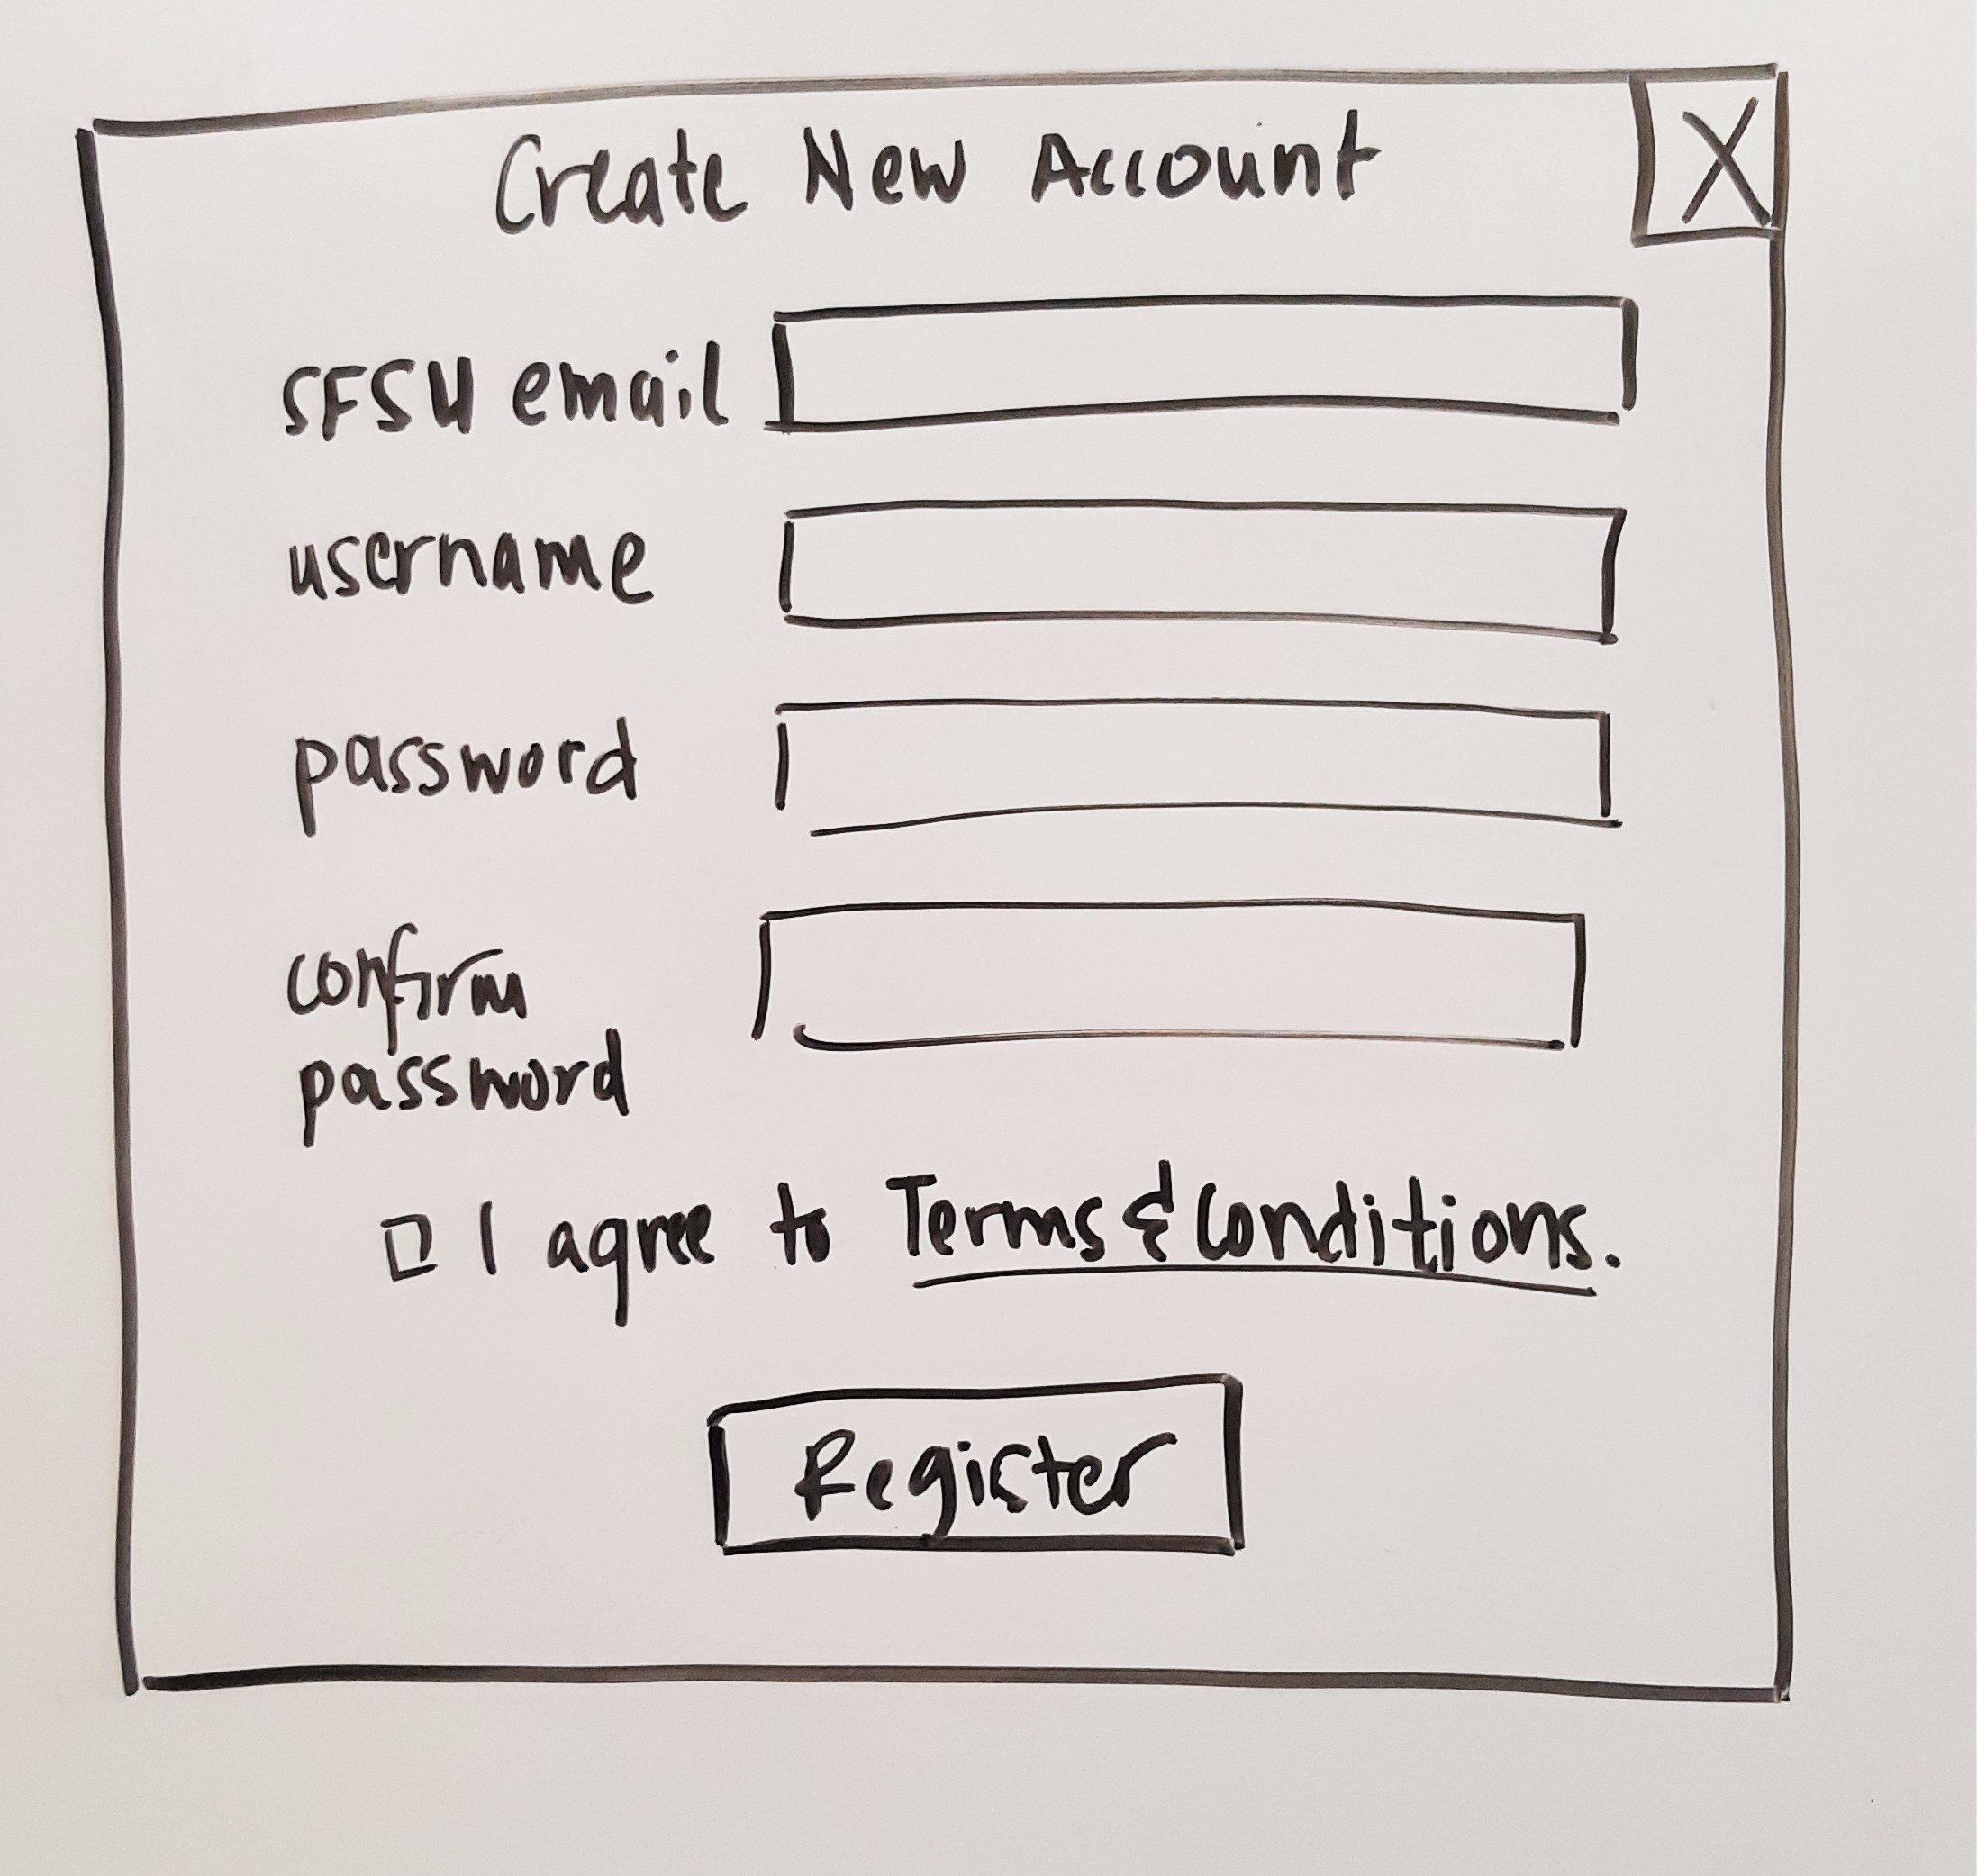 Create New Account
X
SFSU email
username
password
confirm
password
I agree to Terms & Conditions.
Register